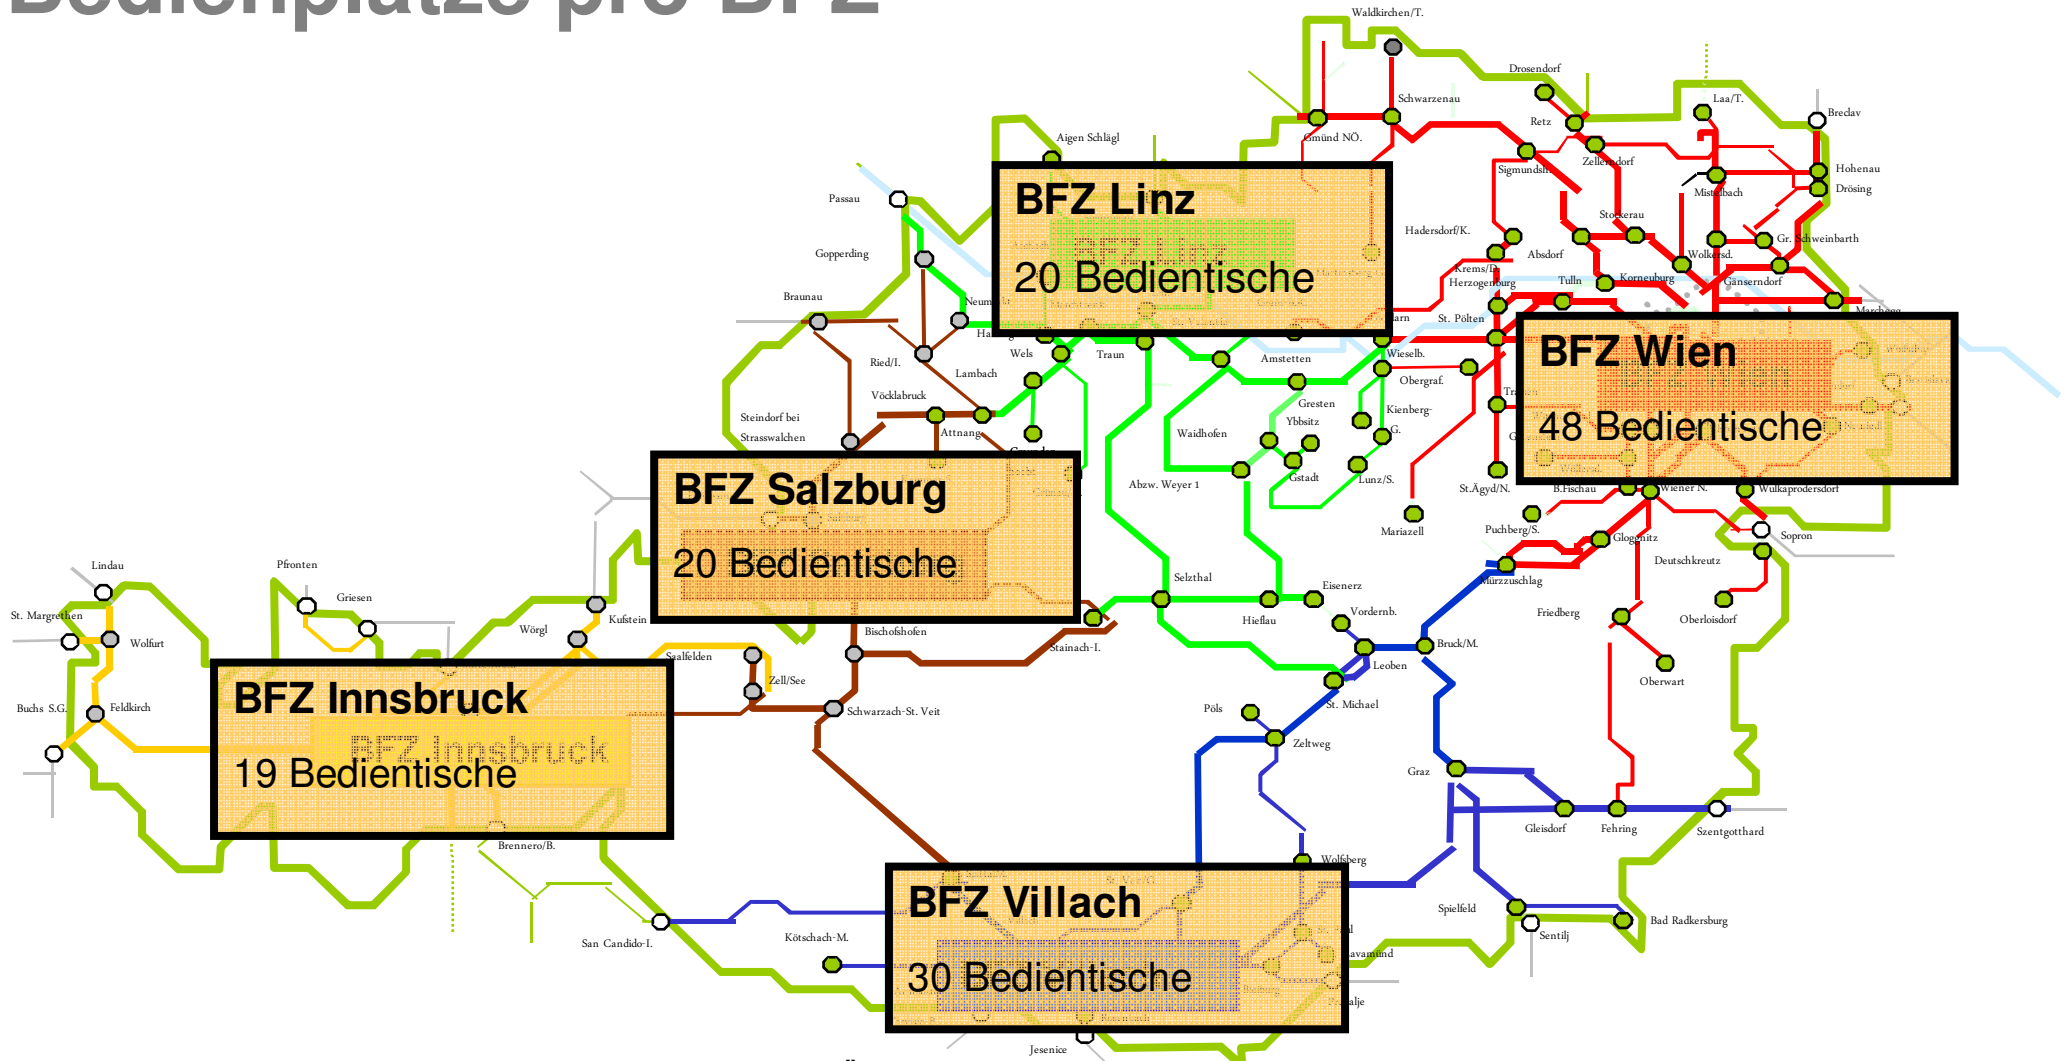 Bedienplätze pro BFZ
Waldkirchen/T.
Drosendorf
Schwarzenau
Laa/T.
Breclav
Retz
Gmünd NÖ.
Aigen Schlägl
Zellerndorf
Sigmundsh.
Hohenau
Mistelbach
Drösing
Passau
BFZ Linz
20 Bedientische
Stockerau
Hadersdorf/K.
Absdorf
Gr. Schweinbarth
Wolkersd.
Gopperding
Krems/D.
Herzogenburg
Tulln
Korneuburg
Gänserndorf
Braunau
Marchegg
St. Pölten
Wels
Traun
Amstetten
Wieselb.
BFZ Wien
48 Bedientische
Ried/I.
Lambach
Obergraf.
Vöcklabruck
Gresten
Kienberg-
G.
Steindorf bei
Strasswalchen
Attnang
Waidhofen
Ybbsitz
Gstadt
Lunz/S.
Abzw. Weyer 1
St.Ägyd/N.
B.Fischau
Wiener N.
Wulkaprodersdorf
BFZ Salzburg
20 Bedientische
Mariazell
Puchberg/S.
Gloggnitz
Sopron
Deutschkreutz
Lindau
Pfronten
Griesen
Selzthal
Eisenerz
Mürzzuschlag
St. Margrethen
Kufstein
Wörgl
Wolfurt
Vordernb.
Hieflau
Friedberg
Oberloisdorf
Bischofshofen
Stainach-I.
Bruck/M.
Leoben
Saalfelden
Zell/See
Oberwart
Buchs S.G.
Feldkirch
BFZ Innsbruck
BFZ Innsbruck
19 Bedientische
Schwarzach-St. Veit
Pöls
St. Michael
Zeltweg
Graz
Gleisdorf
Fehring
Szentgotthard
Brennero/B.
Wolfsberg
BFZ Villach
30 Bedientische
San Candido-I.
Kötschach-M.
Spielfeld
Sentilj
Bad Radkersburg
Jesenice